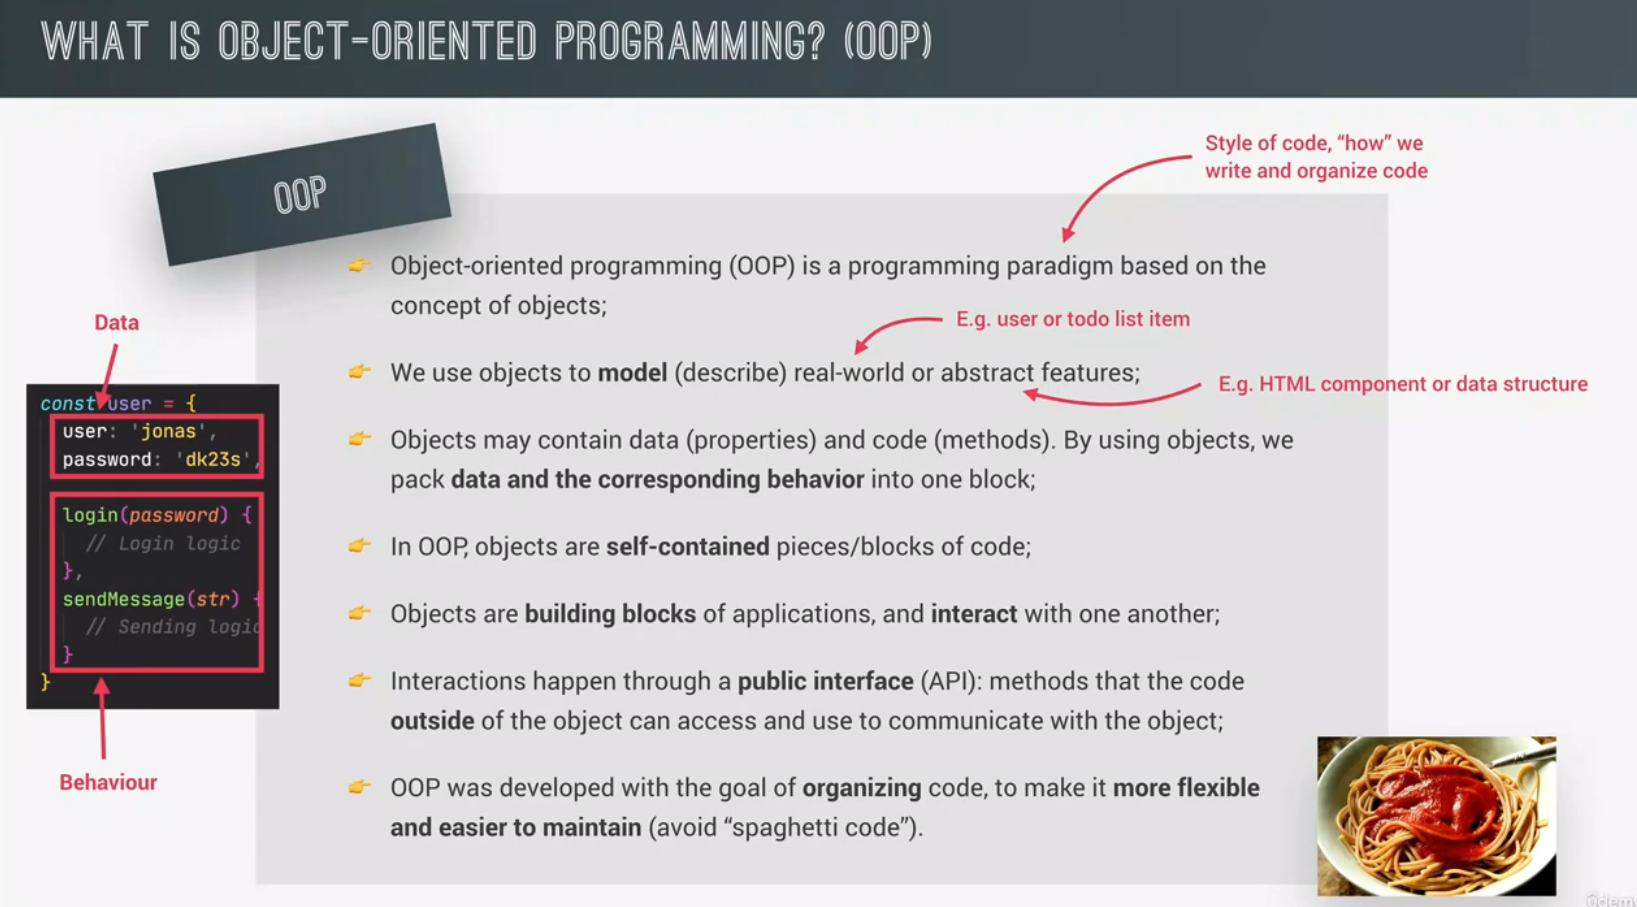 WHAT IS OBJECT-ORIENTED PROGRAMMING? (OOP)
OOP
Style of code, “how” we
write and organize code
Object-oriented programming (OOP) is a programming paradigm based on the
concept of objects;
E.g. user or todo list item
We use objects to model (describe) real-world or abstract features;
E.g. HTML component or data structure
Objects may contain data (properties) and code (methods). By using objects, we
pack data and the corresponding behavior into one block;
In OOP, objects are self-contained pieces/blocks of code;
Objects are building blocks of applications, and interact with one another;
Interactions happen through a public interface (API): methods that the code
outside of the object can access and use to communicate with the object;
OOP was developed with the goal of organizing code, to make it more flexible
and easier to maintain (avoid “spaghetti code”).
Data
const user = {
user: 'jonas',
password: 'dk23s',
login(password) {
// Login logic
},
sendMessage(str) {
// Sending logic
}
}
Behaviour